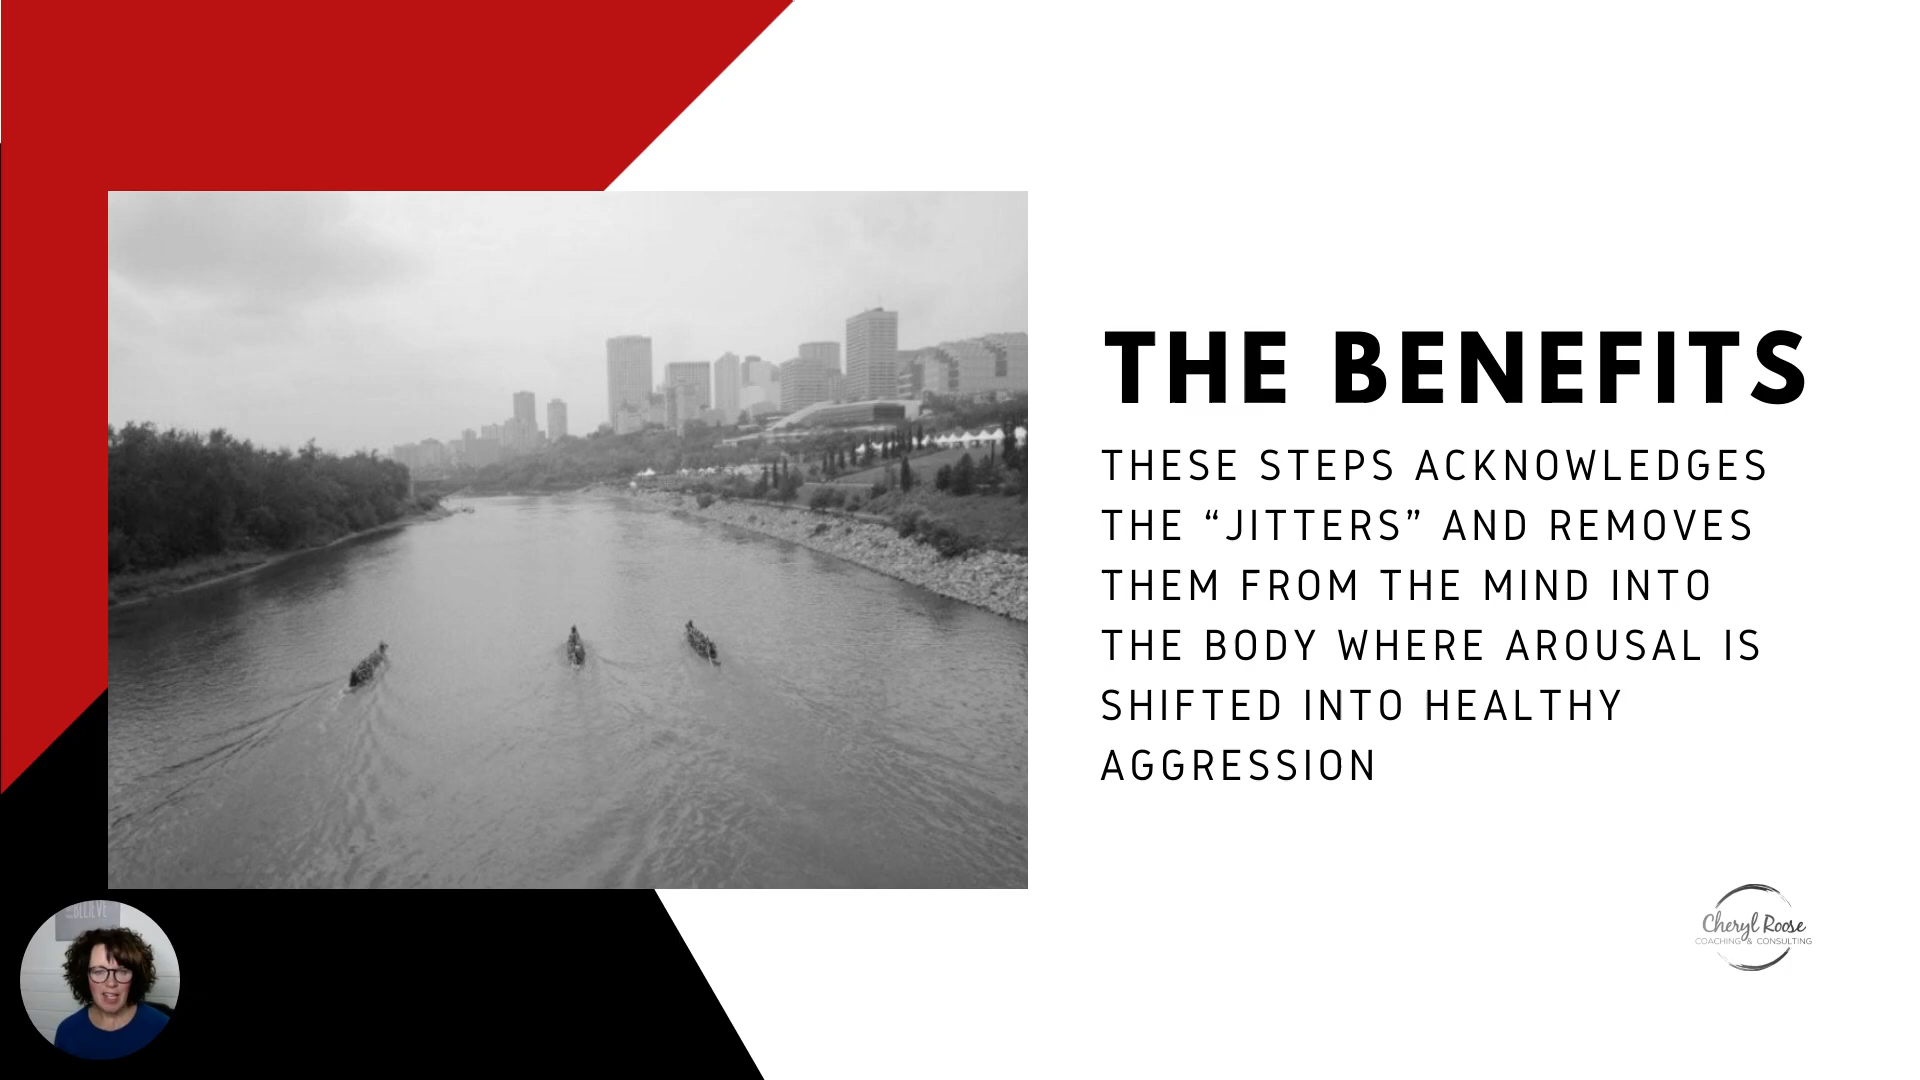 THE BENEFITS
THESE STEPS ACKNOWLEDGES
THE “JITTERS” AND REMOVES
THEM FROM THE MIND INTO
THE BODY WHERE AROUSAL IS
SHIFTED INTO HEALTHY
AGGRESSION
Cheryl Roose
COACHING & CONSULTING
BELIEVE